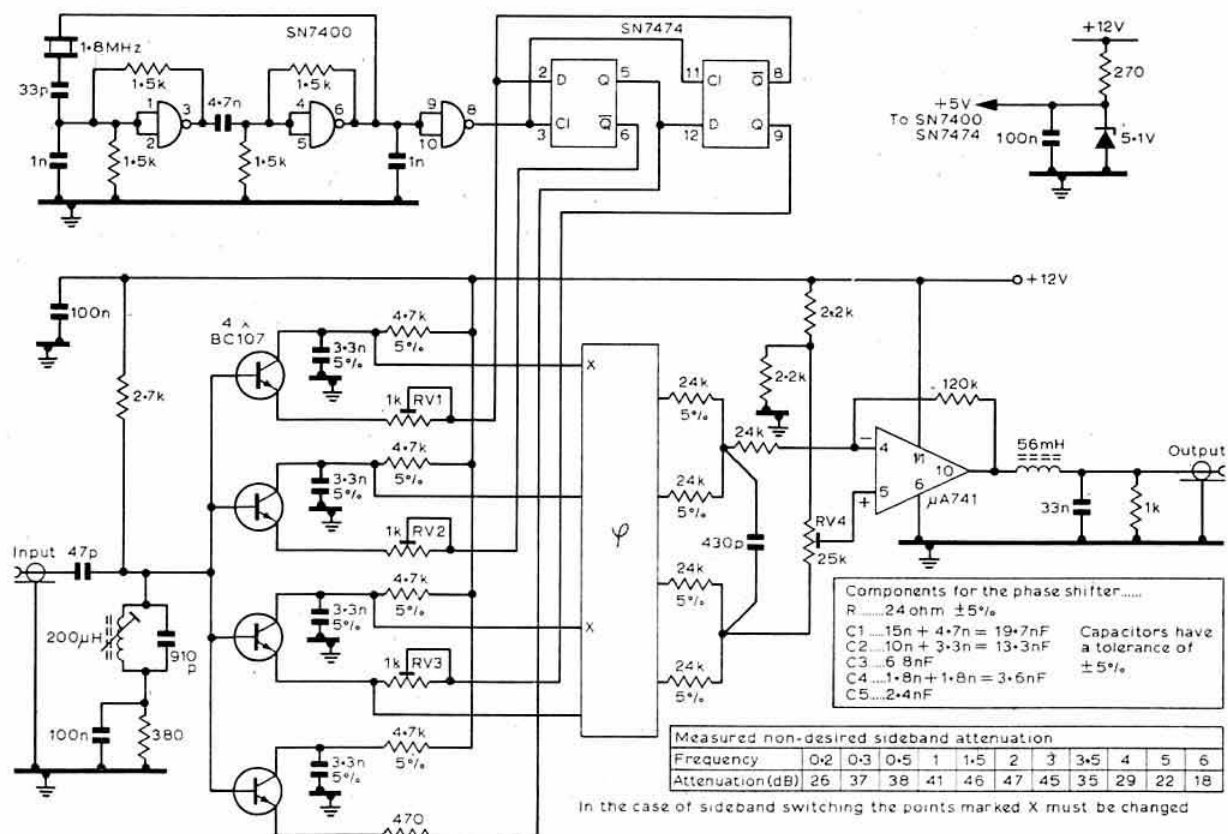 SN7400
1·8MHz
33p
1·5k
1·5k
4·7n
1
2
3
4
5
6
9
10
8
1n
1·5k
1·5k
1n
SN7474
2 D Q 5
3 Cl Q̅ 6
11 Cl Q̅ 8
12 D Q 9
+12V
270
+5V
To SN7400
SN7474
100n
5·1V
+12V
100n
2·7k
4 x
BC107
3·3n
5%
4·7k
5%
1k RV1
3·3n
5%
4·7k
5%
1k RV2
3·3n
5%
4·7k
5%
1k RV3
3·3n
5%
4·7k
5%
470
Input
47p
200µH
910
p
100n
380
X
φ
X
24k
5%
24k
5%
24k
5%
24k
5%
24k
430p
2·2k
2·2k
RV4
25k
120k
−
4
5
+
11
10
6
µA741
56mH
33n
1k
Output
Components for the phase shifter......
R ......24 ohm ±5%
C1 ....15n + 4·7n = 19·7nF
C2 ....10n + 3·3n = 13·3nF
C3 ....6 8nF
C4 ....1·8n+1·8n = 3·6nF
C5 ....2·4nF
Capacitors have
a tolerance of
±5%
Measured non-desired sideband attenuation
Frequency 0·2 0·3 0·5 1 1·5 2 3 3·5 4 5 6
Attenuation(dB) 26 37 38 41 46 47 45 35 29 22 18
In the case of sideband switching the points marked X must be changed